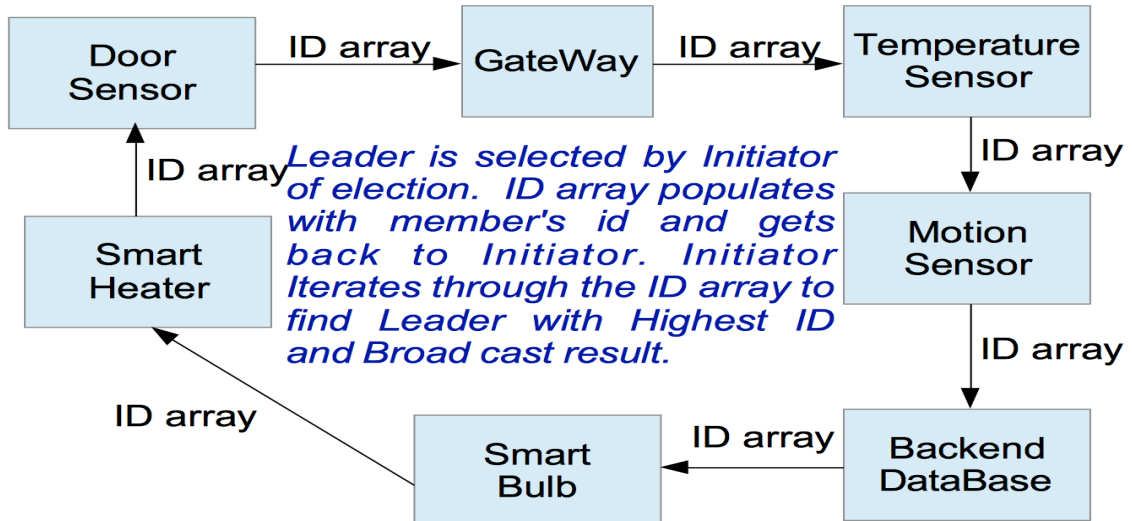 Door
Sensor
ID array
GateWay
ID array
Temperature
Sensor
ID array
ID array
Leader is selected by Initiator
of election. ID array populates
with member's id and gets
back to Initiator. Initiator
Iterates through the ID array to
find Leader with Highest ID
and Broad cast result.
Smart
Heater
Motion
Sensor
ID array
ID array
Smart
Bulb
ID array
Backend
DataBase